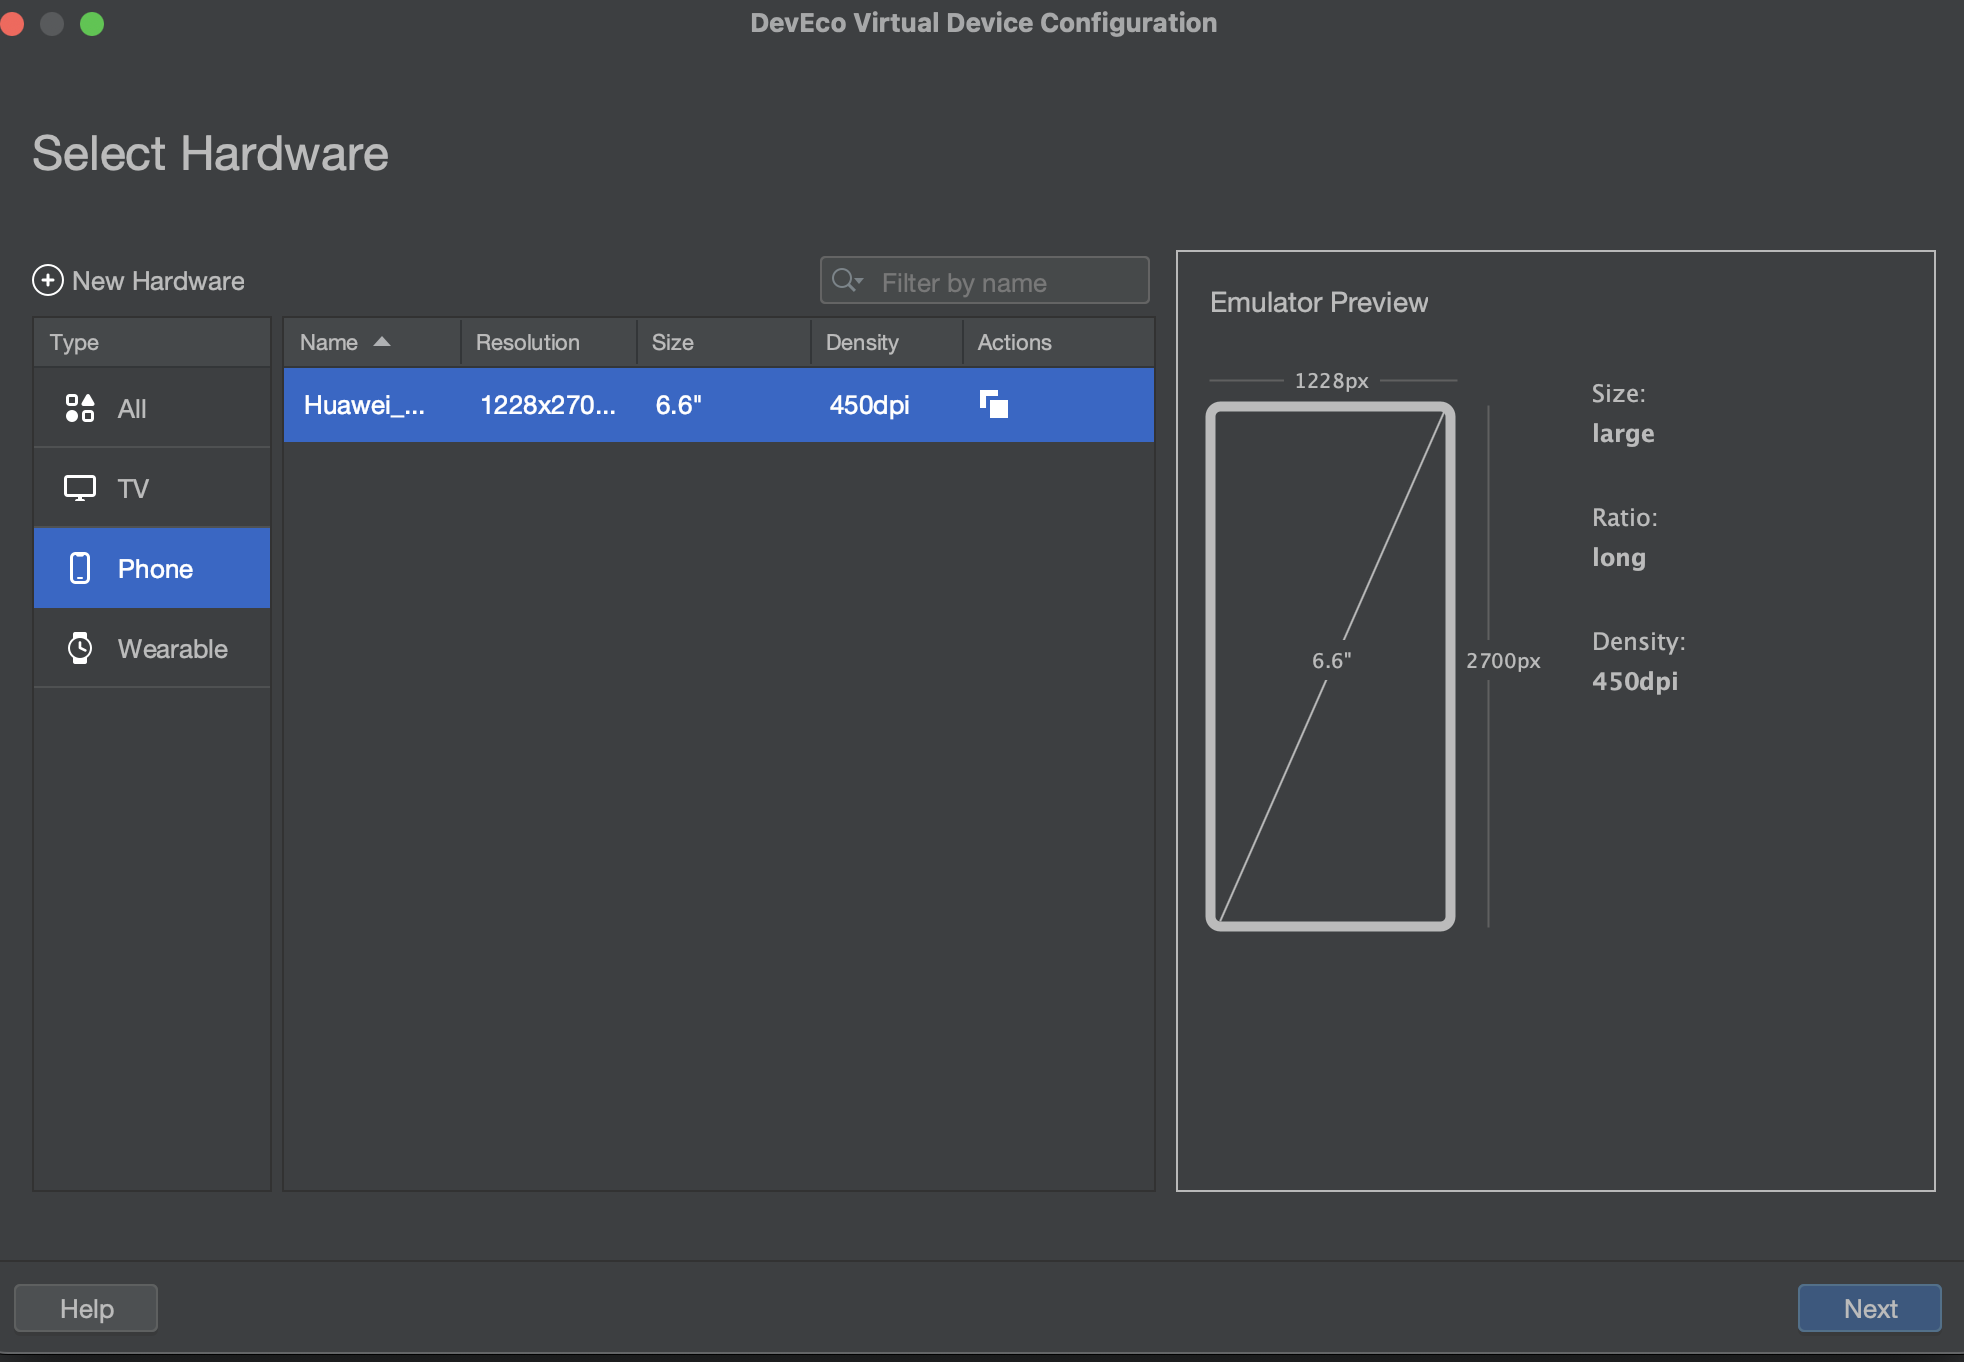 DevEco Virtual Device Configuration
Select Hardware
New Hardware
Filter by name
Type
All
TV
Phone
Wearable
Name Resolution Size Density Actions
Huawei_... 1228x270... 6.6" 450dpi
Emulator Preview
1228px
6.6"
2700px
Size:
large
Ratio:
long
Density:
450dpi
Help
Next